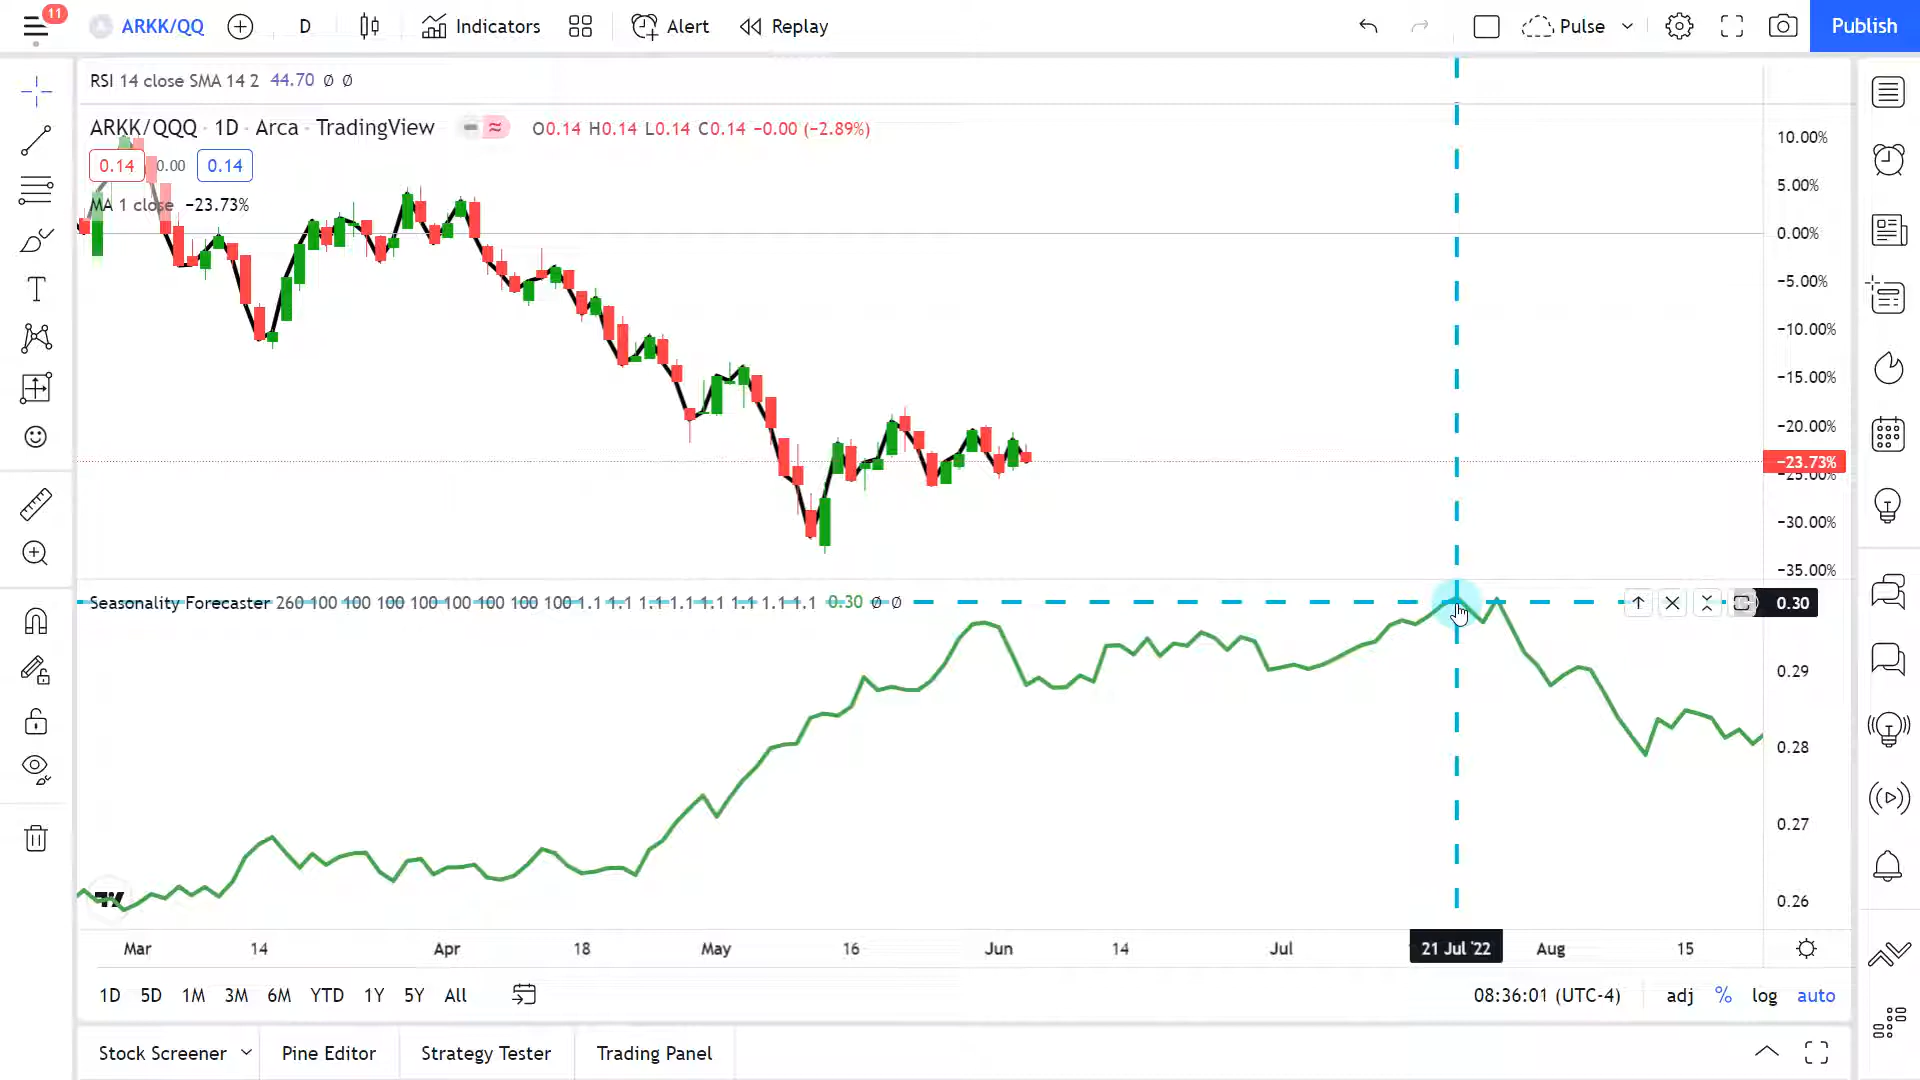 11
ARKK/QQ
D
Indicators
Alert
Replay
Pulse
Publish
RSI 14 close SMA 14 2 44.70 ∅ ∅
ARKK/QQQ · 1D · Arca · TradingView
O0.14 H0.14 L0.14 C0.14 −0.00 (−2.89%)
0.14 0.00 0.14
MA 1 close −23.73%
10.00%
5.00%
0.00%
−5.00%
−10.00%
−15.00%
−20.00%
−23.73%
−25.00%
−30.00%
−35.00%
Seasonality Forecaster 260 100 100 100 100 100 100 100 100 1.1 1.1 1.1 1.1 1.1 1.1 1.1 1.1 0.30 ∅ ∅
0.30
0.29
0.28
0.27
0.26
Mar 14 Apr 18 May 16 Jun 14 Jul 21 Jul '22 Aug 15
1D 5D 1M 3M 6M YTD 1Y 5Y All
08:36:01 (UTC-4) adj % log auto
Stock Screener Pine Editor Strategy Tester Trading Panel